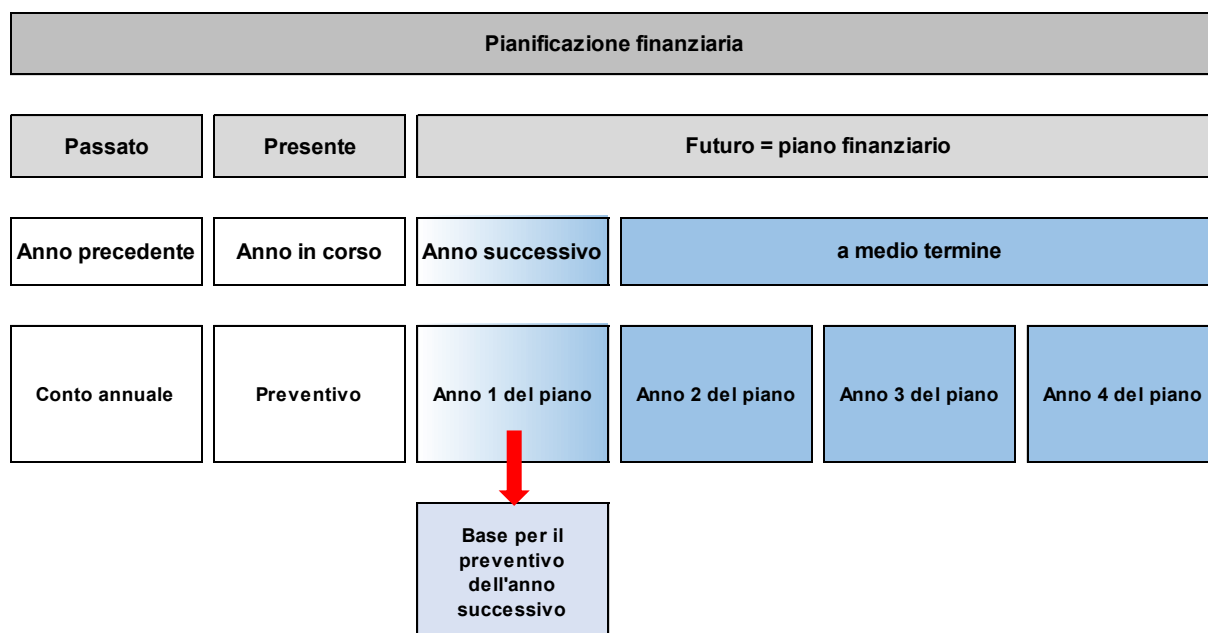 Pianificazione finanziaria
Passato
Presente
Futuro = piano finanziario
Anno precedente
Anno in corso
Anno successivo
a medio termine
Conto annuale
Preventivo
Anno 1 del piano
Anno 2 del piano
Anno 3 del piano
Anno 4 del piano
Base per il
preventivo
dell'anno
successivo